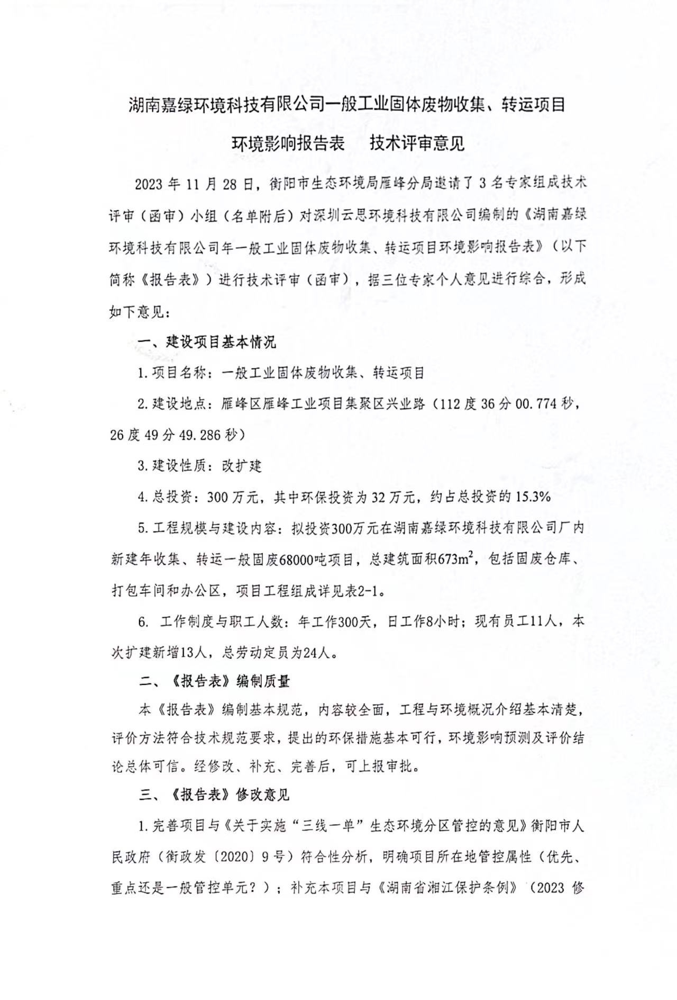 湖南嘉绿环境科技有限公司一般工业固体废物收集、转运项目
环境影响报告表 技术评审意见
2023 年 11 月 28 日，衡阳市生态环境局雁峰分局邀请了 3 名专家组成技术
评审（函审）小组（名单附后）对深圳云思环境科技有限公司编制的《湖南嘉绿
环境科技有限公司年一般工业固体废物收集、转运项目环境影响报告表》（以下
简称《报告表》）进行技术评审（函审），据三位专家个人意见进行综合，形成
如下意见：
一、建设项目基本情况
1.项目名称：一般工业固体废物收集、转运项目
2.建设地点：雁峰区雁峰工业项目集聚区兴业路（112 度 36 分 00.774 秒，
26 度 49 分 49.286 秒）
3.建设性质：改扩建
4.总投资：300 万元，其中环保投资为 32 万元，约占总投资的 15.3%
5.工程规模与建设内容：拟投资300万元在湖南嘉绿环境科技有限公司厂内
新建年收集、转运一般固废68000吨项目，总建筑面积673m²，包括固废仓库、
打包车间和办公区，项目工程组成详见表2-1。
6. 工作制度与职工人数：年工作300天，日工作8小时；现有员工11人，本
次扩建新增13人，总劳动定员为24人。
二、《报告表》编制质量
本《报告表》编制基本规范，内容较全面，工程与环境概况介绍基本清楚，
评价方法符合技术规范要求，提出的环保措施基本可行，环境影响预测及评价结
论总体可信。经修改、补充、完善后，可上报审批。
三、《报告表》修改意见
1.完善项目与《关于实施“三线一单”生态环境分区管控的意见》衡阳市人
民政府（衡政发〔2020〕9 号）符合性分析，明确项目所在地管控属性（优先、
重点还是一般管控单元？）；补充本项目与《湖南省湘江保护条例》（2023 修